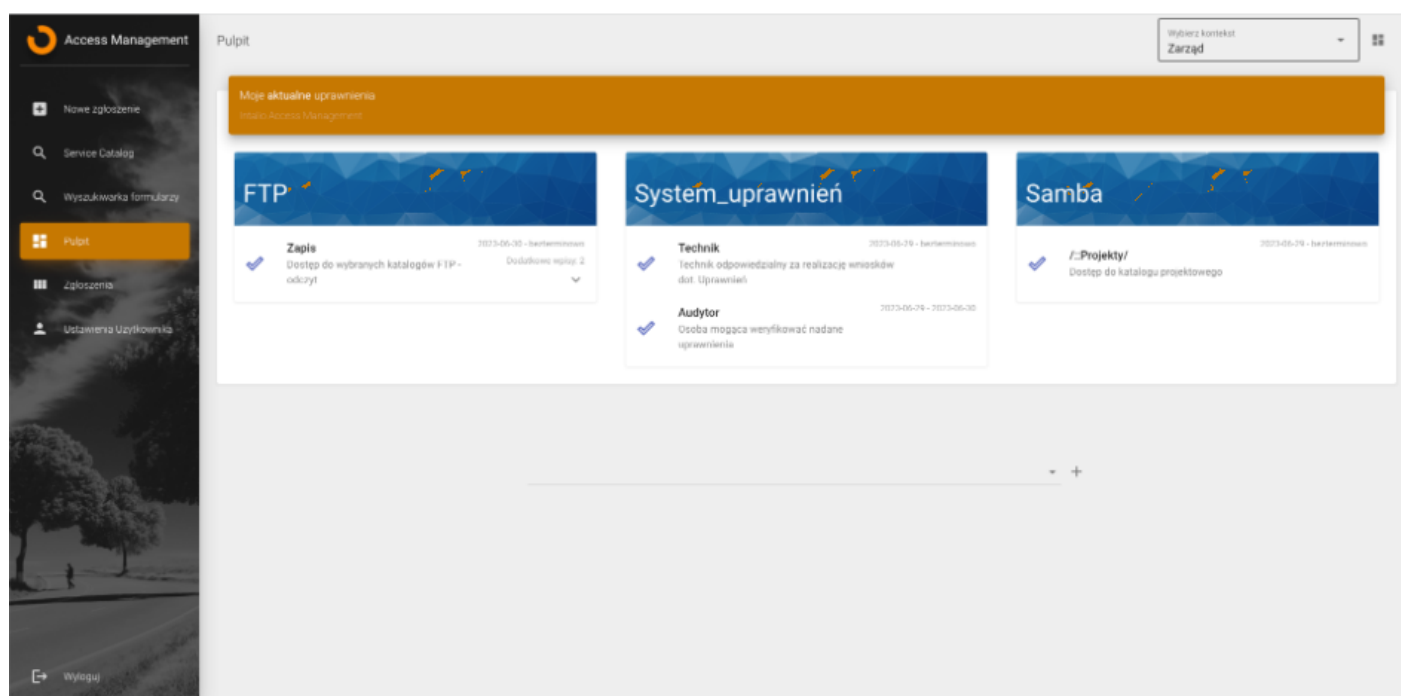 Access Management
Nowe zgłoszenie
Service Catalog
Wyszukiwarka formularzy
Pulpit
Zgłoszenia
Ustawienia Użytkownika
Wyloguj
Pulpit
Wybierz kontekst
Zarząd
Moje aktualne uprawnienia
Intalio Access Management
FTP
Zapis
2023-06-30 - bezterminowo
Dostęp do wybranych katalogów FTP -
odczyt
Dodatkowe wpisy: 2
System_uprawnień
Technik
2023-06-29 - bezterminowo
Technik odpowiedzialny za realizację wniosków
dot. Uprawnień
Audytor
2023-06-29 - 2023-06-30
Osoba mogąca weryfikować nadane
uprawnienia
Samba
2023-06-29 - bezterminowo
/::Projekty/
Dostęp do katalogu projektowego